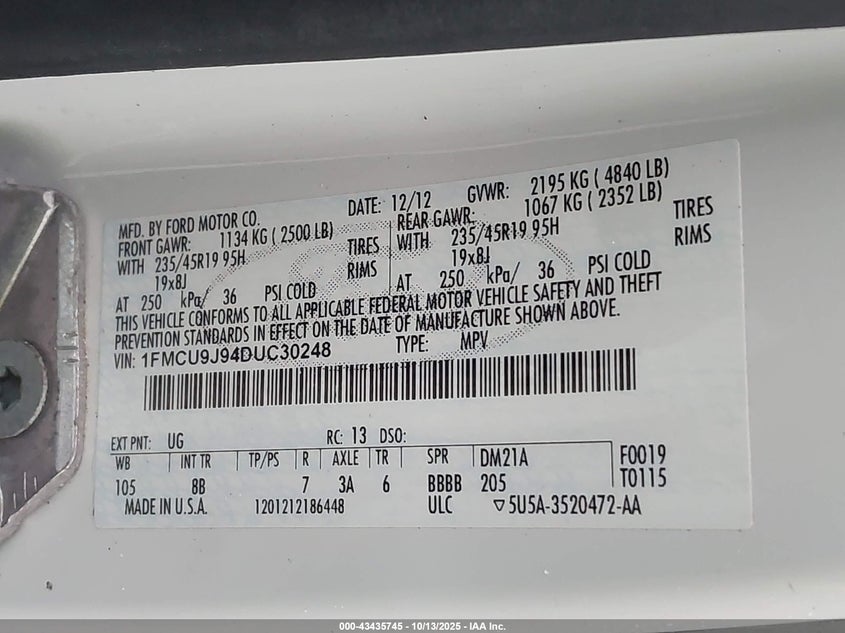 MFD. BY FORD MOTOR CO.
DATE: 12/12
GVWR: 2195 KG ( 4840 LB)
FRONT GAWR: 1134 KG ( 2500 LB)
REAR GAWR: 1067 KG ( 2352 LB)
WITH 235/45R19 95H TIRES
WITH 235/45R19 95H TIRES
19x8J RIMS
19x8J RIMS
AT 250 kPa/ 36 PSI COLD
AT 250 kPa/ 36 PSI COLD
THIS VEHICLE CONFORMS TO ALL APPLICABLE FEDERAL MOTOR VEHICLE SAFETY AND THEFT
PREVENTION STANDARDS IN EFFECT ON THE DATE OF MANUFACTURE SHOWN ABOVE.
VIN: 1FMCU9J94DUC30248
TYPE: MPV
EXT PNT: UG RC: 13 DSO:
WB INT TR TP/PS R AXLE TR SPR DM21A F0019
105 8B 7 3A 6 BBBB 205 T0115
MADE IN U.S.A. 1201212186448 ULC ▽5U5A-3520472-AA
000-43435745 - 10/13/2025 - IAA Inc.